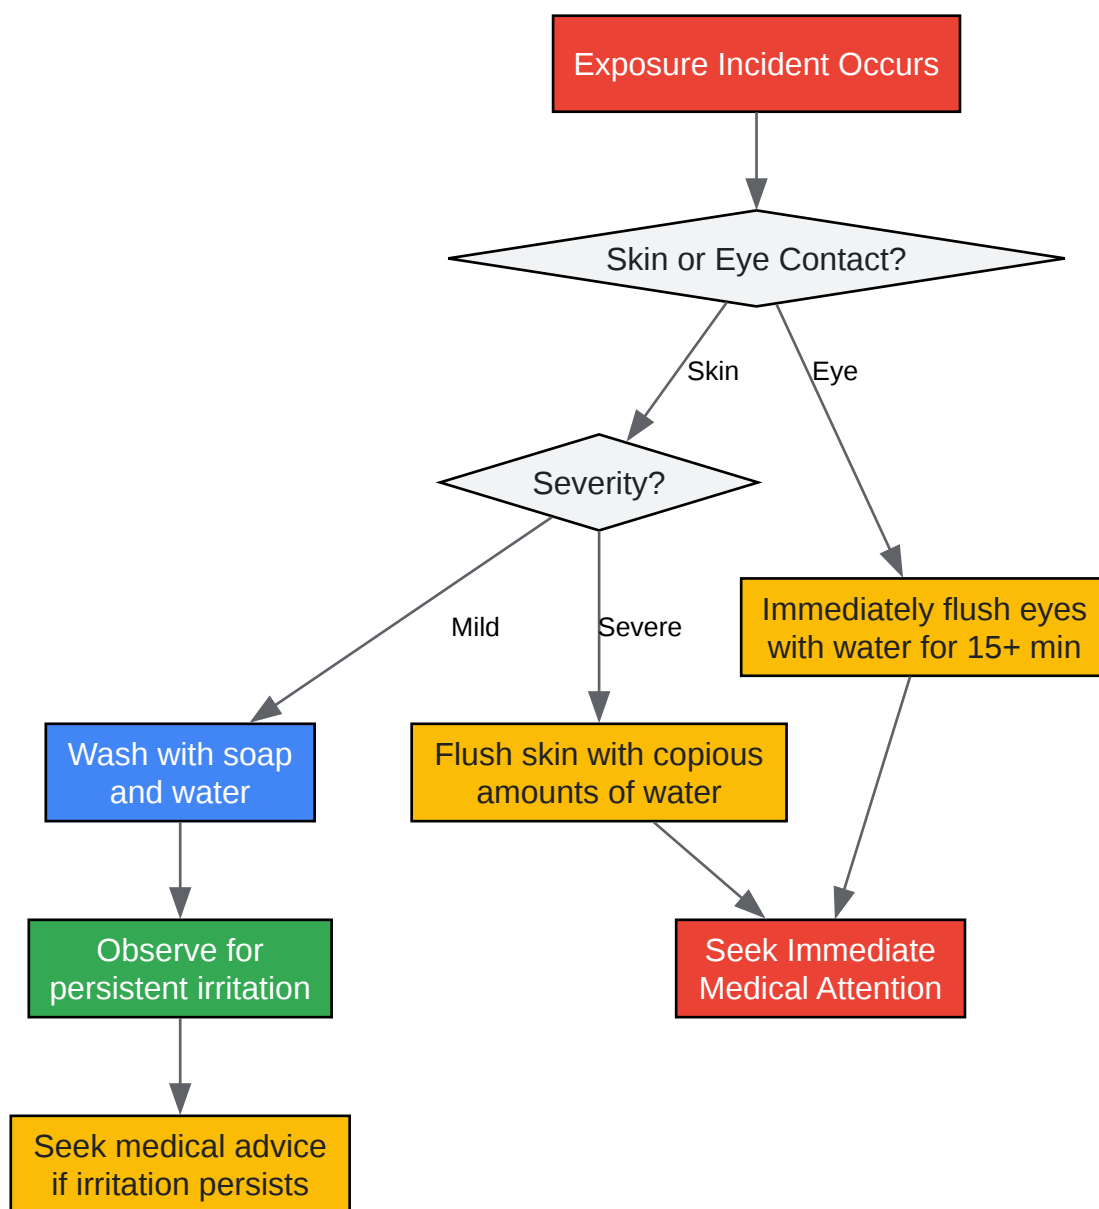 Exposure Incident Occurs
Skin or Eye Contact?
Skin
Eye
Severity?
Mild
Severe
Immediately flush eyes
with water for 15+ min
Wash with soap
and water
Flush skin with copious
amounts of water
Observe for
persistent irritation
Seek Immediate
Medical Attention
Seek medical advice
if irritation persists